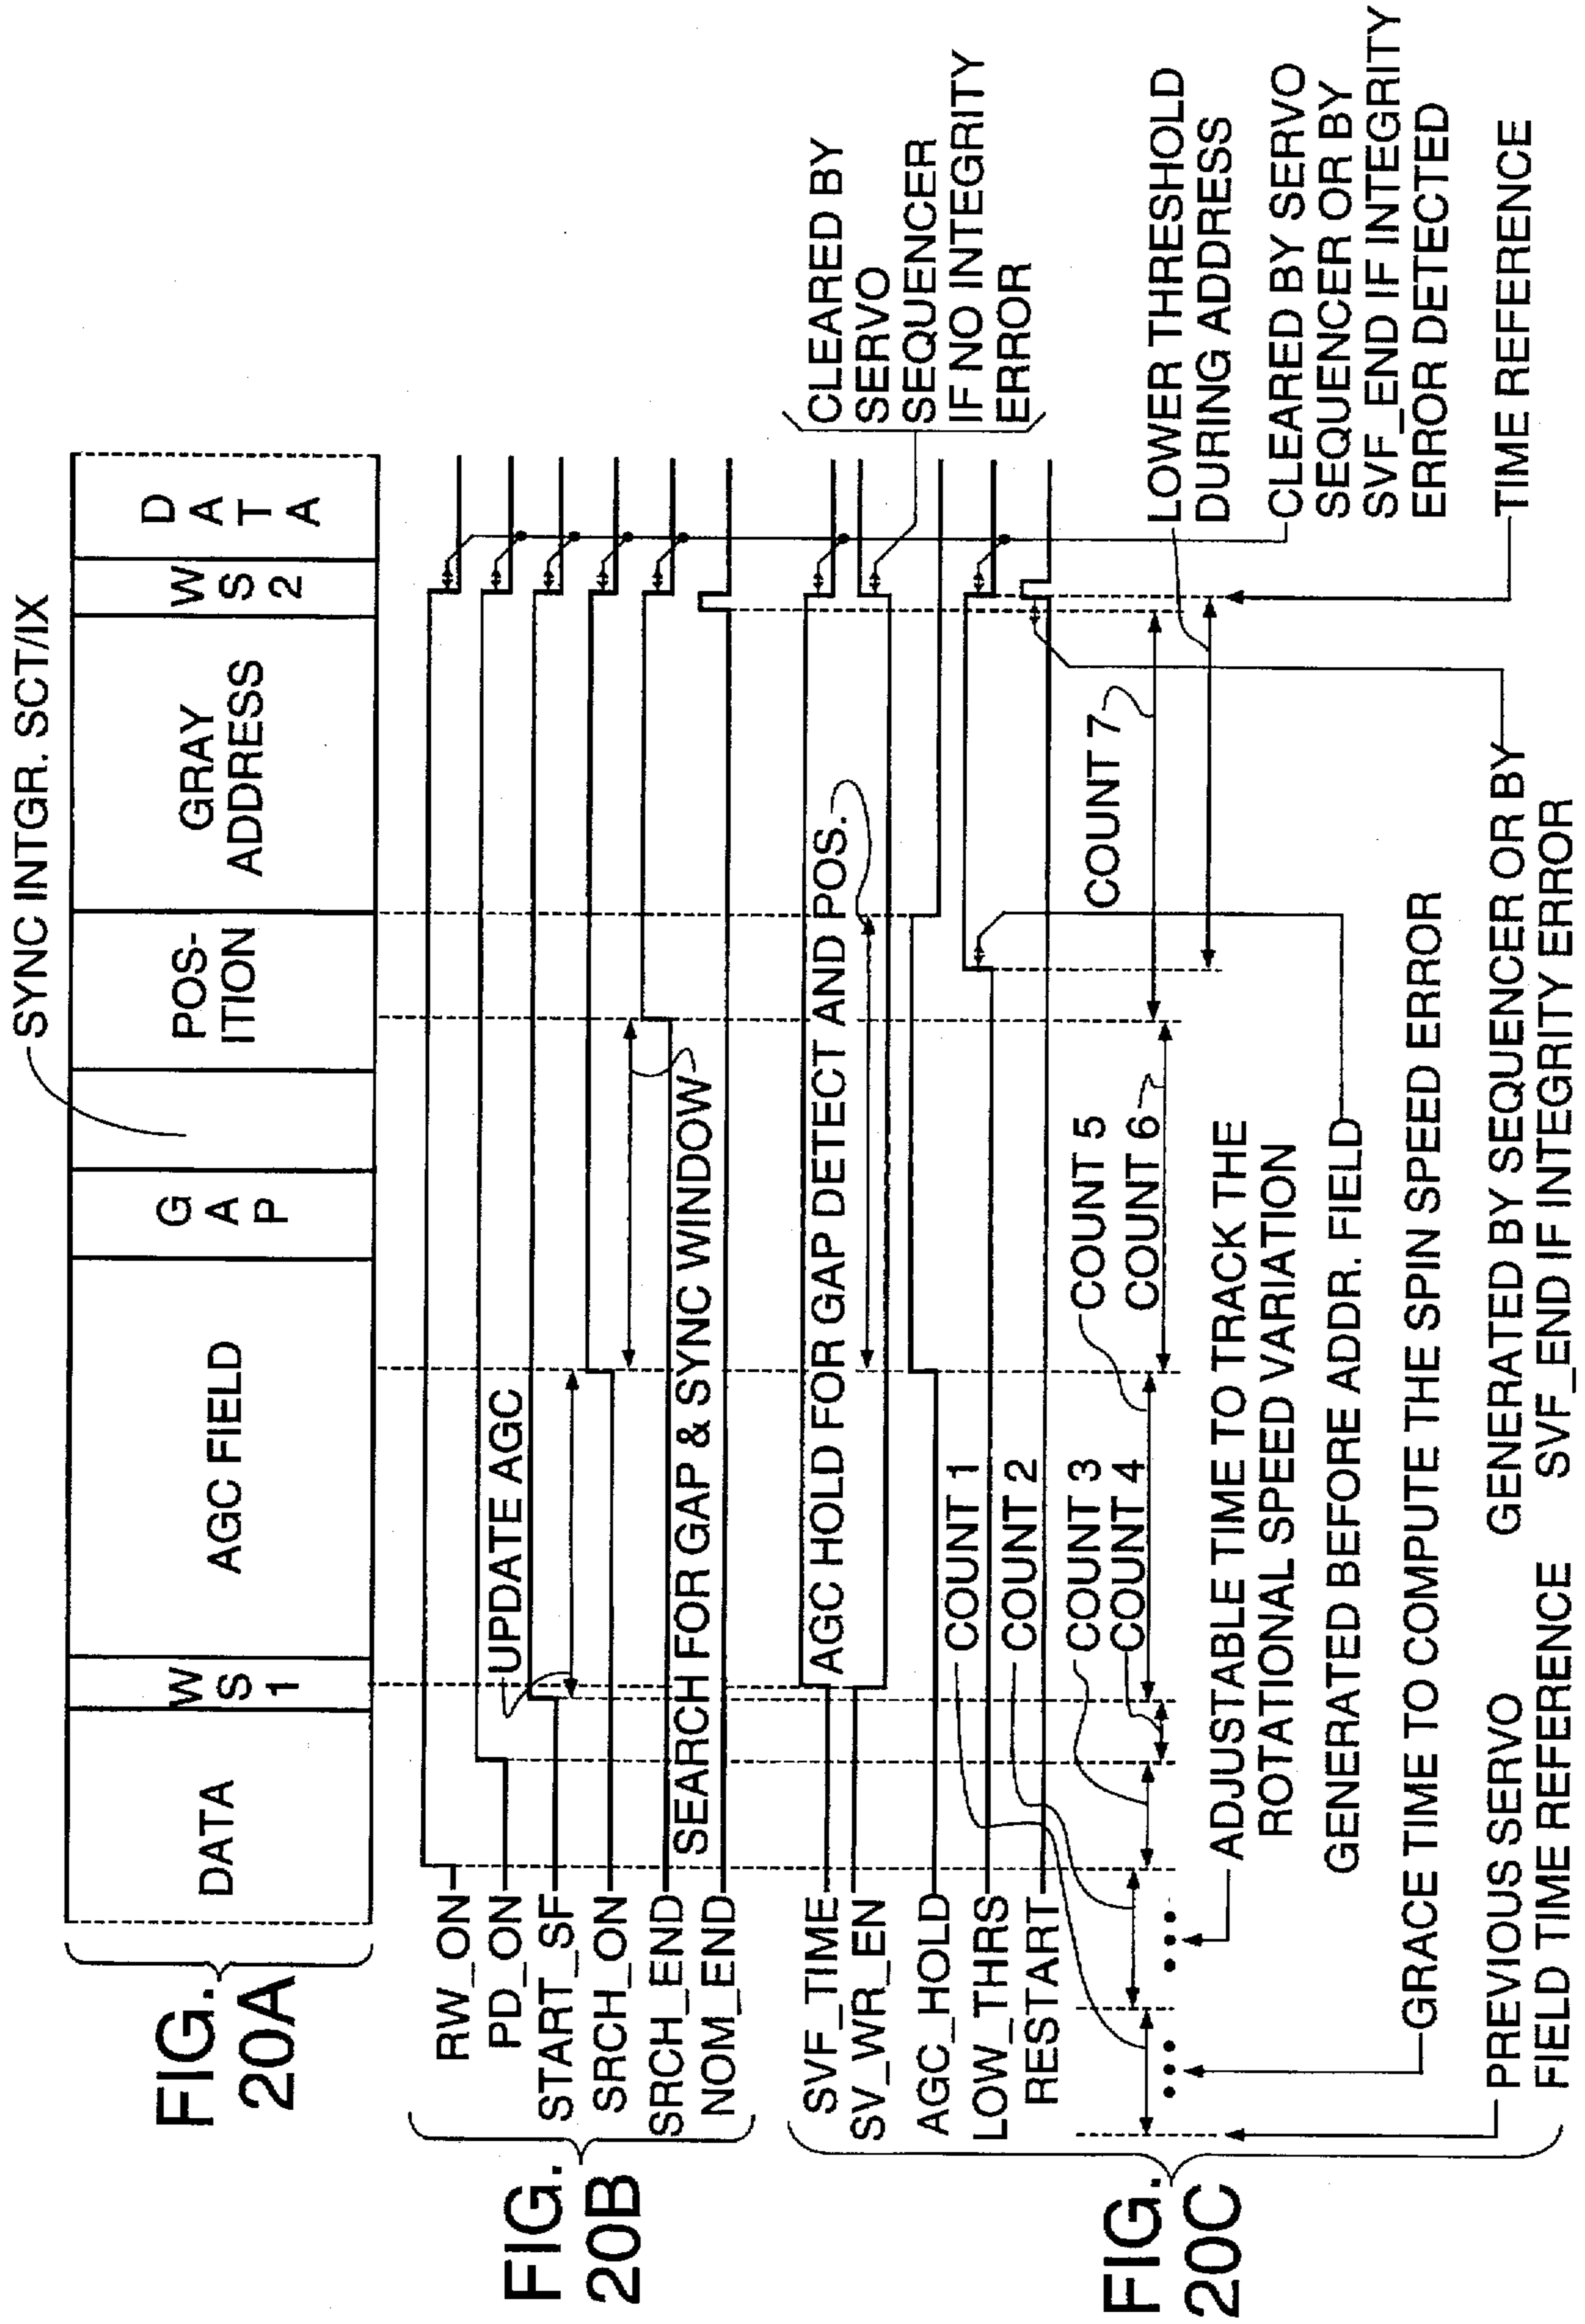 SYNC INTGR. SCT/IX
FIG. 20A
DATA
WS1
AGC FIELD
GAP
POS-
ITION
GRAY
ADDRESS
WS2
DATA
FIG. 20B
RW_ON
PD_ON
UPDATE AGC
START_SF
SRCH_ON
SRCH_END
SEARCH FOR GAP & SYNC WINDOW
NOM_END
FIG. 20C
SVF_TIME
AGC HOLD FOR GAP DETECT AND POS.
SV_WR_EN
AGC_HOLD
LOW_THRS
RESTART
CLEARED BY
SERVO
SEQUENCER
IF NO INTEGRITY
ERROR
COUNT 1
COUNT 2
COUNT 3
COUNT 4
COUNT 5
COUNT 6
COUNT 7
LOWER THRESHOLD
DURING ADDRESS
CLEARED BY SERVO
SEQUENCER OR BY
SVF_END IF INTEGRITY
ERROR DETECTED
TIME REFERENCE
ADJUSTABLE TIME TO TRACK THE
ROTATIONAL SPEED VARIATION
GENERATED BEFORE ADDR. FIELD
GRACE TIME TO COMPUTE THE SPIN SPEED ERROR
PREVIOUS SERVO
FIELD TIME REFERENCE
GENERATED BY SEQUENCER OR BY
SVF_END IF INTEGRITY ERROR